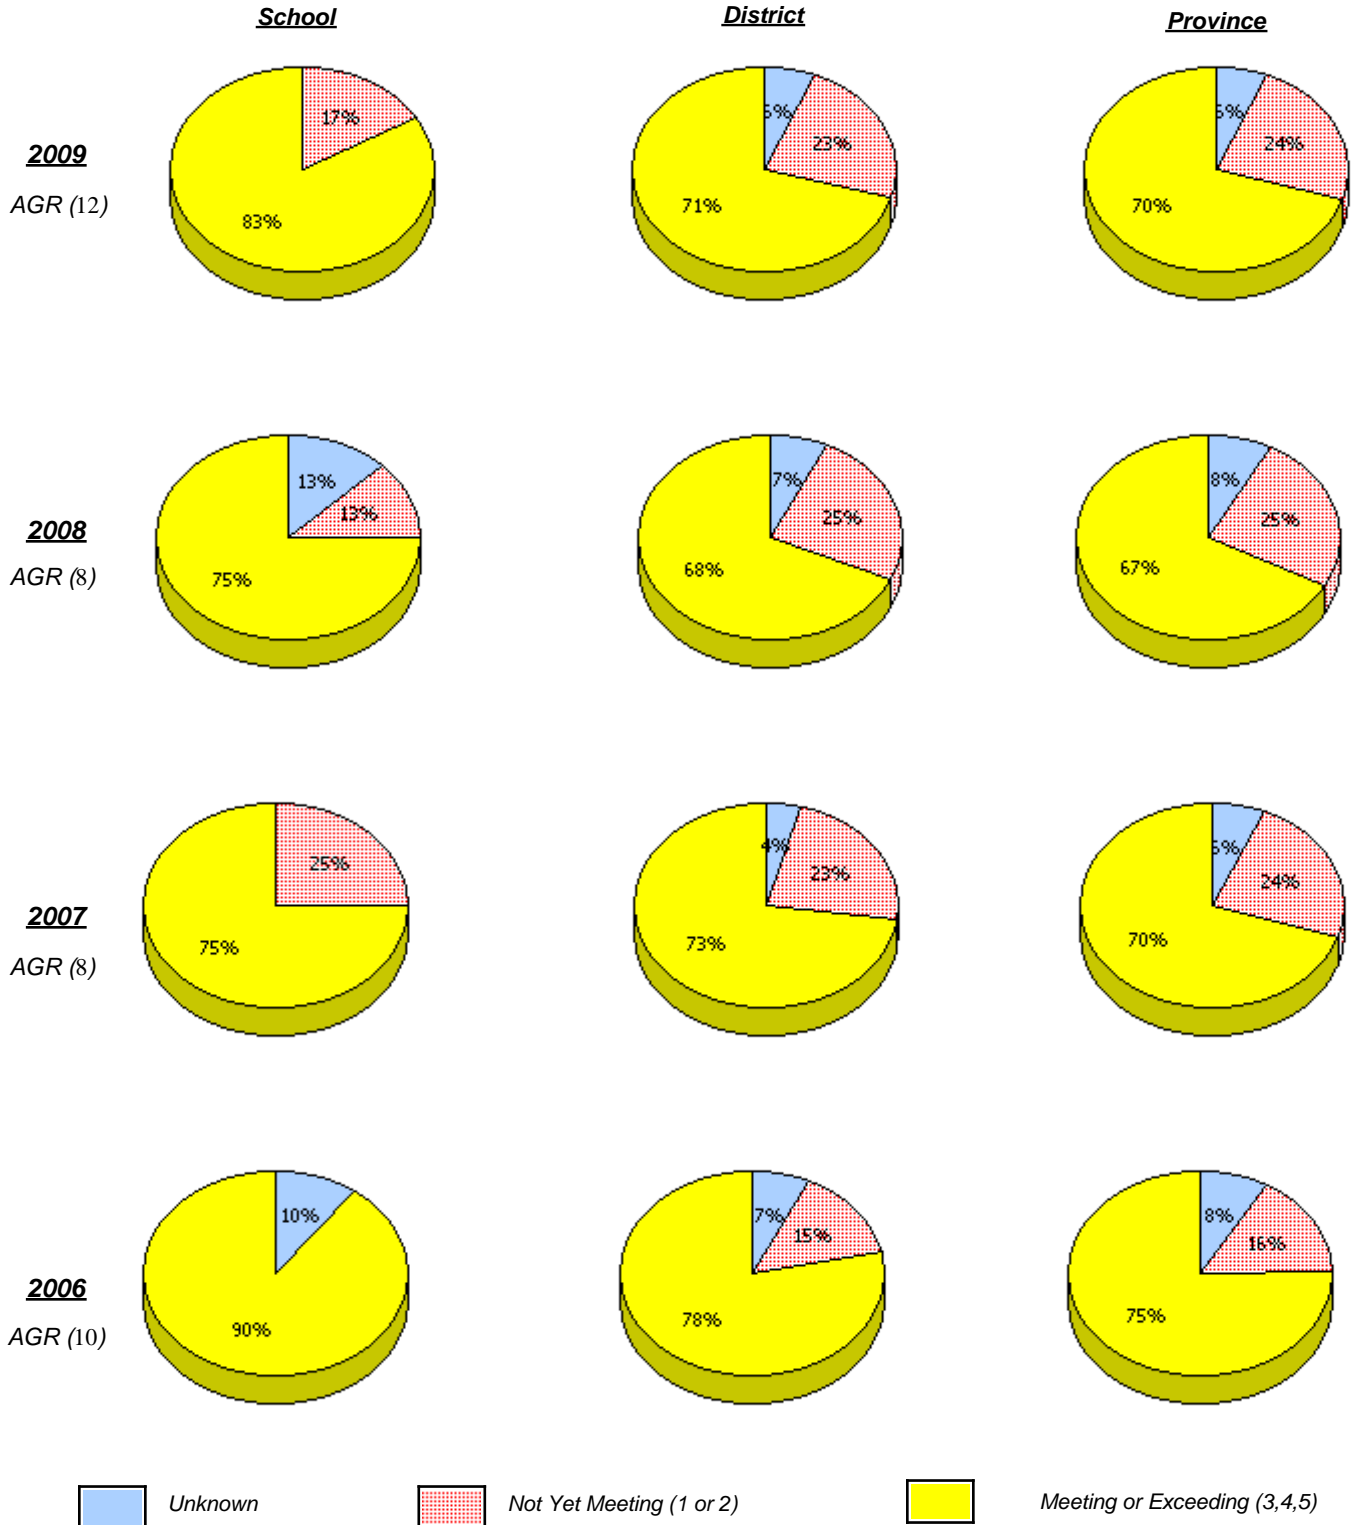 School District Province
17% 23% 24%
2009
AGR (12)
83% 71% 70%
13% 7% 8%
13% 25% 25%
2008
AGR (8)
75% 68% 67%
4%
25% 23% 24%
2007
AGR (8)
75% 73% 70%
10% 7% 8%
15% 16%
2006
AGR (10)
90% 78% 75%
Unknown Not Yet Meeting (1 or 2) Meeting or Exceeding (3,4,5)